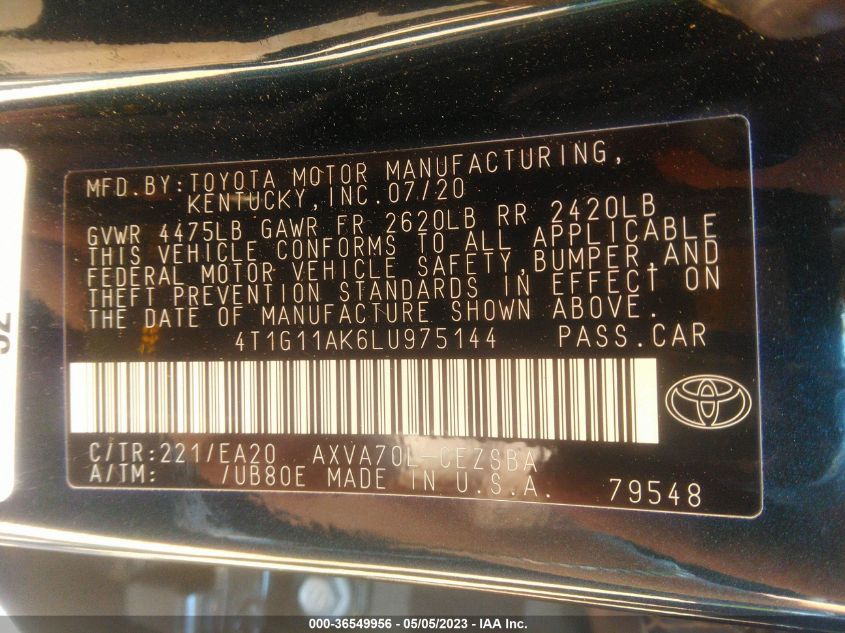 MFD.BY:TOYOTA MOTOR MANUFACTURING,
KENTUCKY,INC.07/20
GVWR 4475LB GAWR FR 2620LB RR 2420LB
THIS VEHICLE CONFORMS TO ALL APPLICABLE
FEDERAL MOTOR VEHICLE SAFETY,BUMPER,AND
THEFT PREVENTION STANDARDS IN EFFECT ON
THE DATE OF MANUFACTURE SHOWN ABOVE.
4T1G11AK6LU975144 PASS.CAR
C/TR:221/EA20 AXVA70L-CEZSBA
A/TM: /UB80E MADE IN U.S.A. 79548
000-36549956 - 05/05/2023 - IAA Inc.